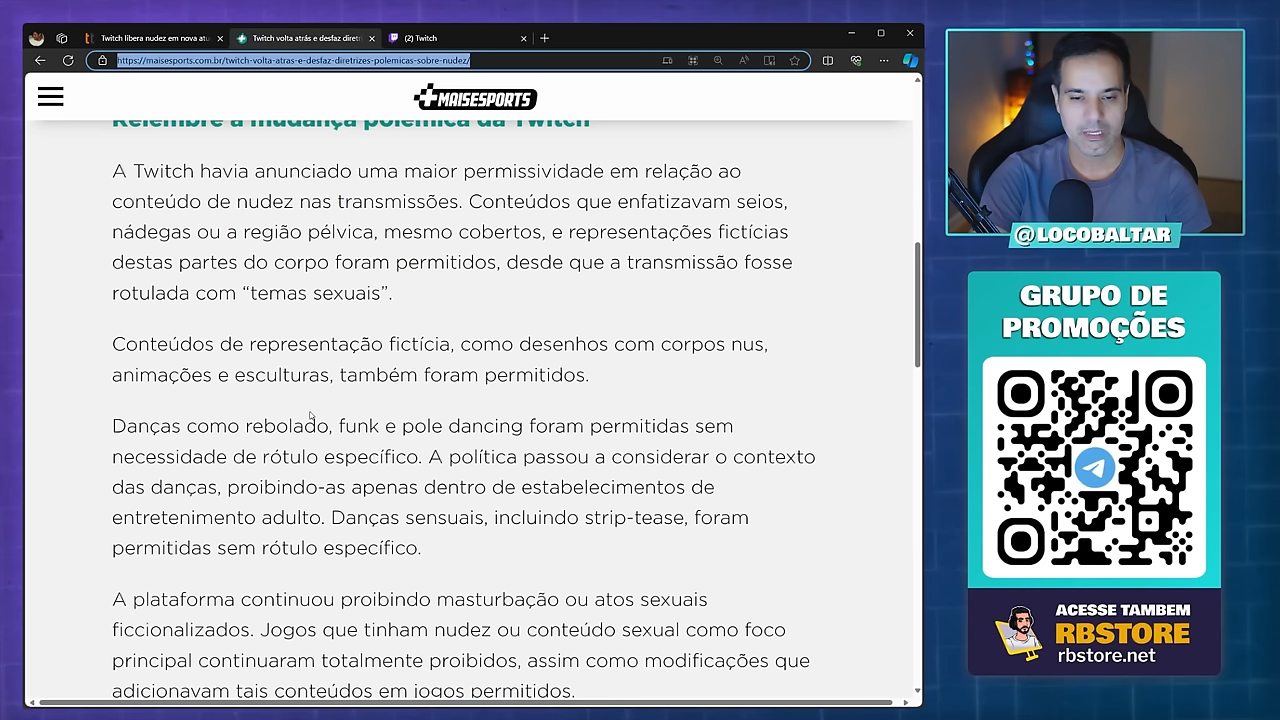 Twitch libera nudez em nova atu
Twitch volta atrás e desfaz diretri
(2) Twitch
https://maisesports.com.br/twitch-volta-atras-e-desfaz-diretrizes-polemicas-sobre-nudez/
MAISESPORTS
Relembre a mudança polêmica da Twitch
A Twitch havia anunciado uma maior permissividade em relação ao
conteúdo de nudez nas transmissões. Conteúdos que enfatizavam seios,
nádegas ou a região pélvica, mesmo cobertos, e representações fictícias
destas partes do corpo foram permitidos, desde que a transmissão fosse
rotulada com “temas sexuais”.
Conteúdos de representação fictícia, como desenhos com corpos nus,
animações e esculturas, também foram permitidos.
Danças como rebolado, funk e pole dancing foram permitidas sem
necessidade de rótulo específico. A política passou a considerar o contexto
das danças, proibindo-as apenas dentro de estabelecimentos de
entretenimento adulto. Danças sensuais, incluindo strip-tease, foram
permitidas sem rótulo específico.
A plataforma continuou proibindo masturbação ou atos sexuais
ficcionalizados. Jogos que tinham nudez ou conteúdo sexual como foco
principal continuaram totalmente proibidos, assim como modificações que
adicionavam tais conteúdos em jogos permitidos.
@LOCOBALTAR
GRUPO DE
PROMOÇÕES
ACESSE TAMBEM
RBSTORE
rbstore.net